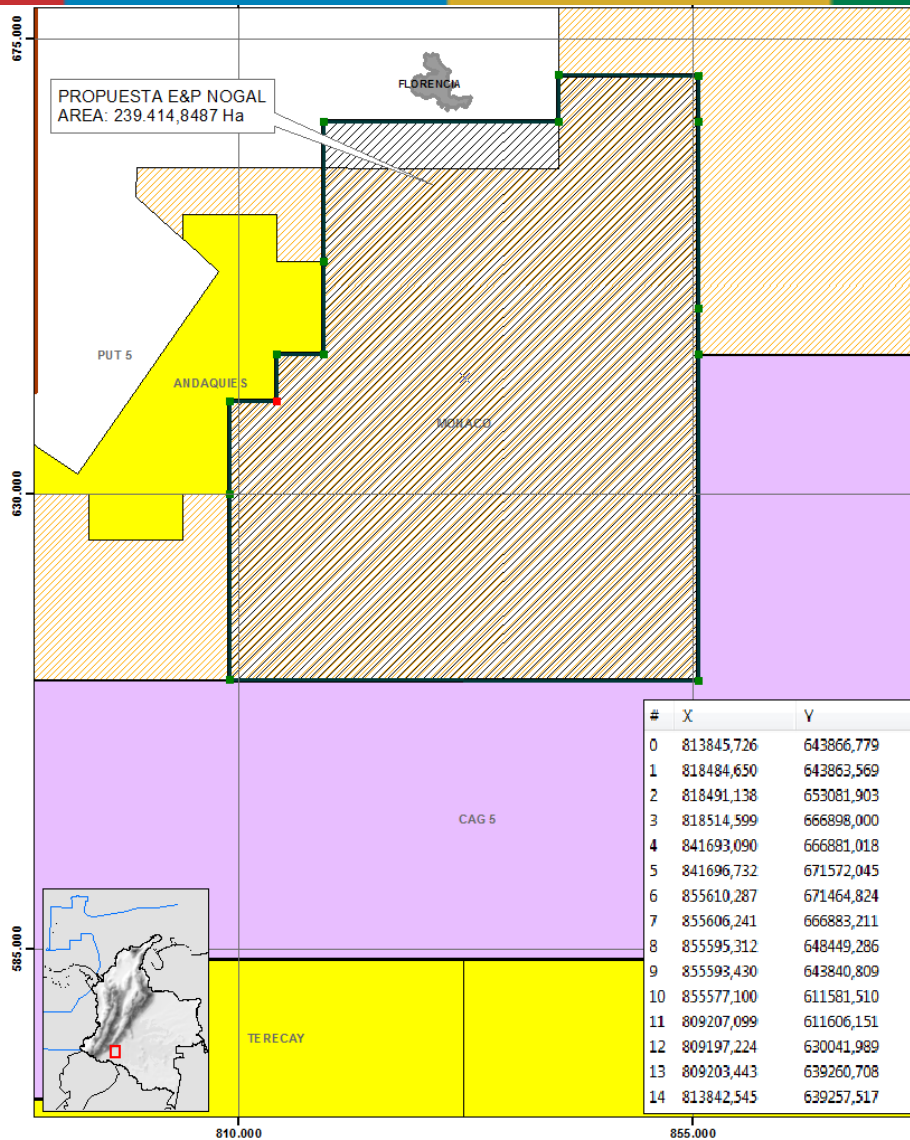 675.000
FLORENCIA
PROPUESTA E&P NOGAL
AREA: 239.414,8487 Ha
PUT 5
ANDAQUIES
MONACO
630.000
# X Y
0 813845,726 643866,779
1 818484,650 643863,569
2 818491,138 653081,903
3 818514,599 666898,000
4 841693,090 666881,018
5 841696,732 671572,045
6 855610,287 671464,824
7 855606,241 666883,211
8 855595,312 648449,286
9 855593,430 643840,809
10 855577,100 611581,510
11 809207,099 611606,151
12 809197,224 630041,989
13 809203,443 639260,708
14 813842,545 639257,517
CAG 5
585.000
TERECAY
810.000
855.000